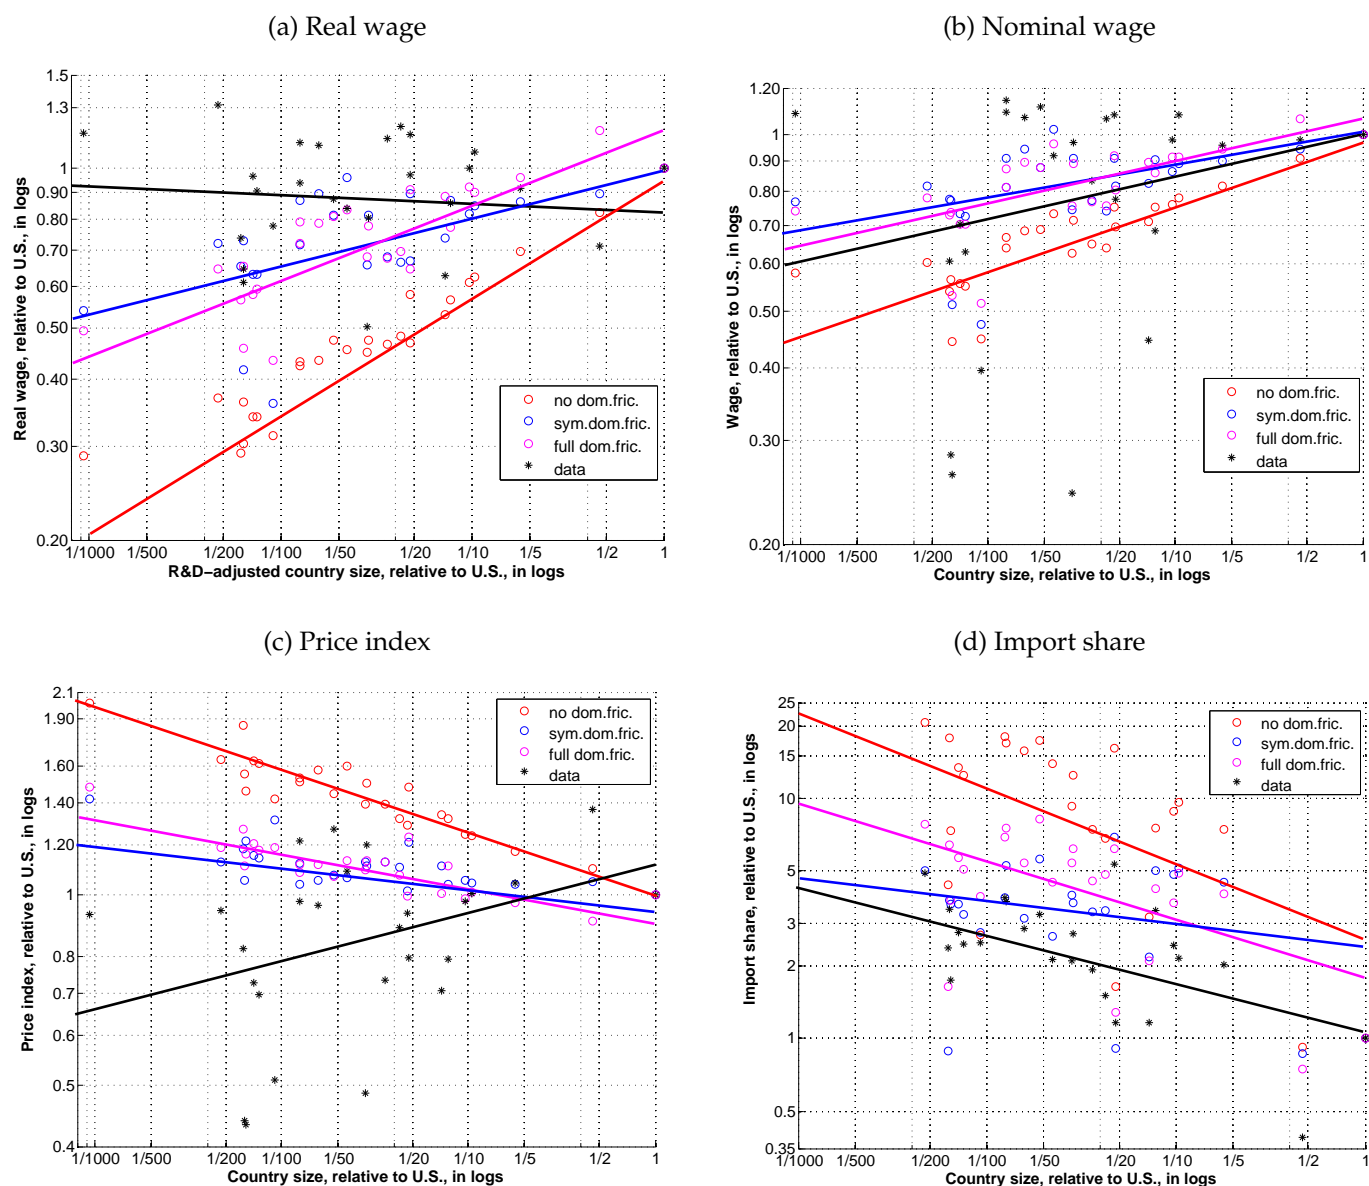 (a) Real wage
1.5
1.3
1
0.90
0.80
0.70
0.60
0.50
0.40
0.30
0.20
Real wage, relative to U.S., in logs
no dom.fric.
sym.dom.fric.
full dom.fric.
data
1/1000 1/500 1/200 1/100 1/50 1/20 1/10 1/5 1/2 1
R&D−adjusted country size, relative to U.S., in logs
(b) Nominal wage
1.20
1
0.90
0.80
0.70
0.60
0.50
0.40
0.30
0.20
Wage, relative to U.S., in logs
no dom.fric.
sym.dom.fric.
full dom.fric.
data
1/1000 1/500 1/200 1/100 1/50 1/20 1/10 1/5 1/2 1
Country size, relative to U.S., in logs
(c) Price index
2.1
1.90
1.60
1.40
1.20
1
0.8
0.7
0.6
0.5
0.4
Price index, relative to U.S., in logs
no dom.fric.
sym.dom.fric.
full dom.fric.
data
1/1000 1/500 1/200 1/100 1/50 1/20 1/10 1/5 1/2 1
Country size, relative to U.S., in logs
(d) Import share
25
20
15
10
5
3
2
1
0.5
0.35
Import share, relative to U.S., in logs
no dom.fric.
sym.dom.fric.
full dom.fric.
data
1/1000 1/500 1/200 1/100 1/50 1/20 1/10 1/5 1/2 1
Country size, relative to U.S., in logs